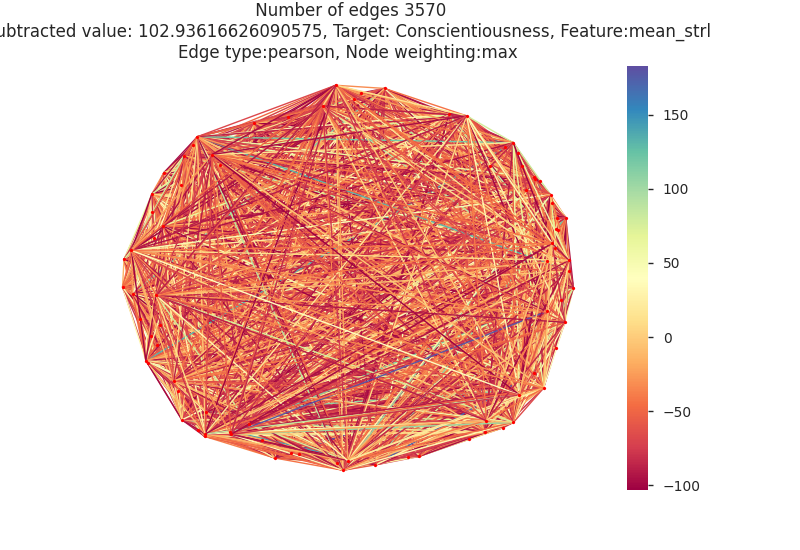 Number of edges 3570
ubtracted value: 102.93616626090575, Target: Conscientiousness, Feature:mean_strl
Edge type:pearson, Node weighting:max
150
100
50
0
−50
−100